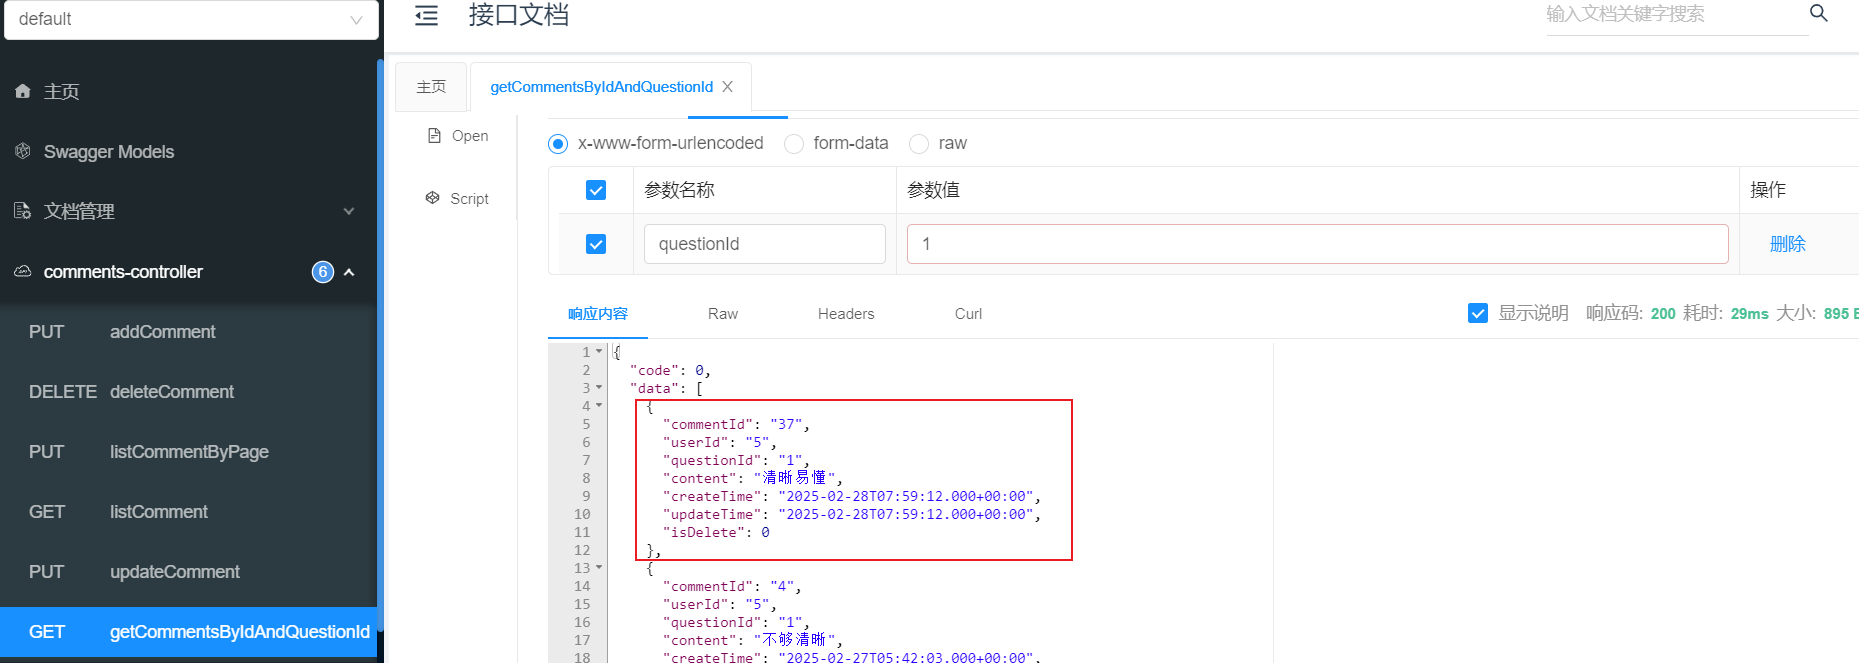 default
接口文档
输入文档关键字搜索
主页
Swagger Models
文档管理
comments-controller 6
PUT addComment
DELETE deleteComment
PUT listCommentByPage
GET listComment
PUT updateComment
GET getCommentsByIdAndQuestionId
主页 getCommentsByIdAndQuestionId
Open
Script
x-www-form-urlencoded form-data raw
参数名称 参数值 操作
questionId 1 删除
响应内容 Raw Headers Curl 显示说明 响应码: 200 耗时: 29ms 大小: 895
1 {
2 "code": 0,
3 "data": [
4 {
5 "commentId": "37",
6 "userId": "5",
7 "questionId": "1",
8 "content": "清晰易懂",
9 "createTime": "2025-02-28T07:59:12.000+00:00",
10 "updateTime": "2025-02-28T07:59:12.000+00:00",
11 "isDelete": 0
12 },
13 {
14 "commentId": "4",
15 "userId": "5",
16 "questionId": "1",
17 "content": "不够清晰",
18 "createTime": "2025-02-27T05:42:03.000+00:00",